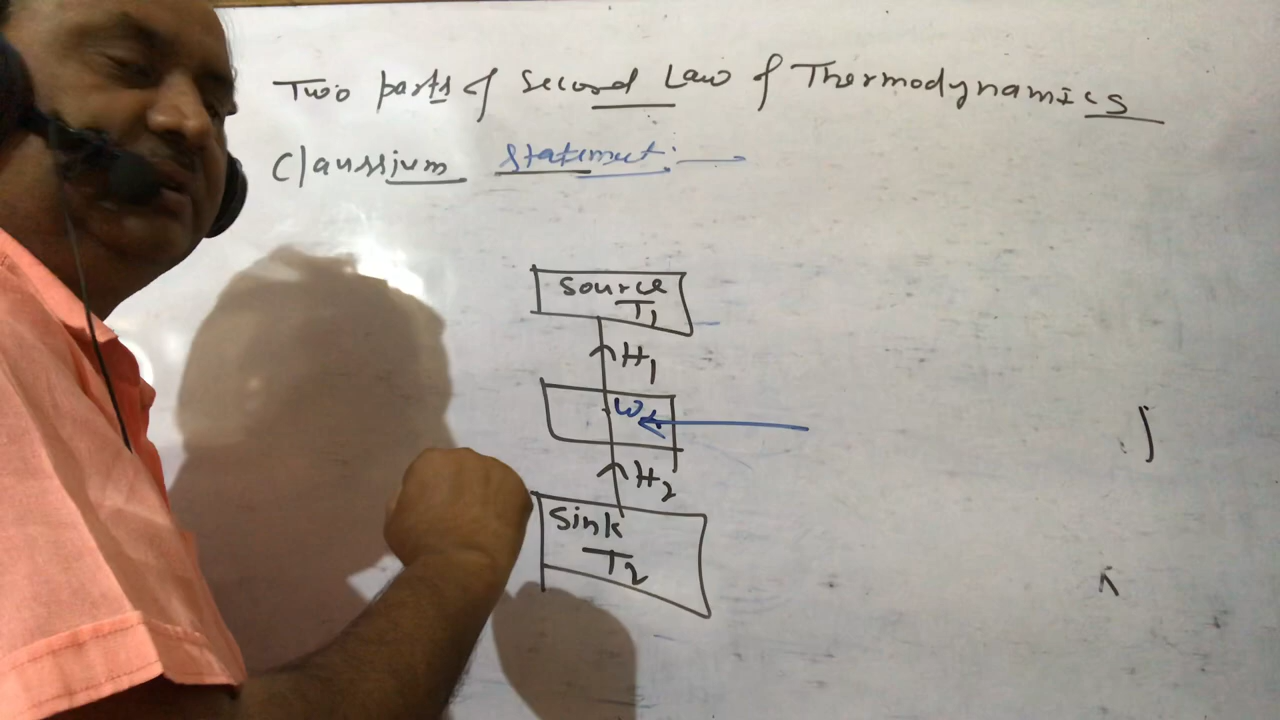 Two parts of Second Law of Thermodynamics
Claussium Statement:
Source
T1
H1
W
H2
Sink
T2